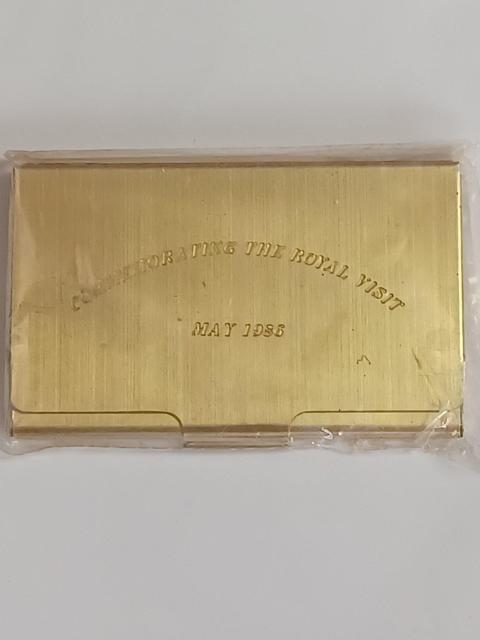 COMMEMORATING THE ROYAL VISIT
MAY 1986